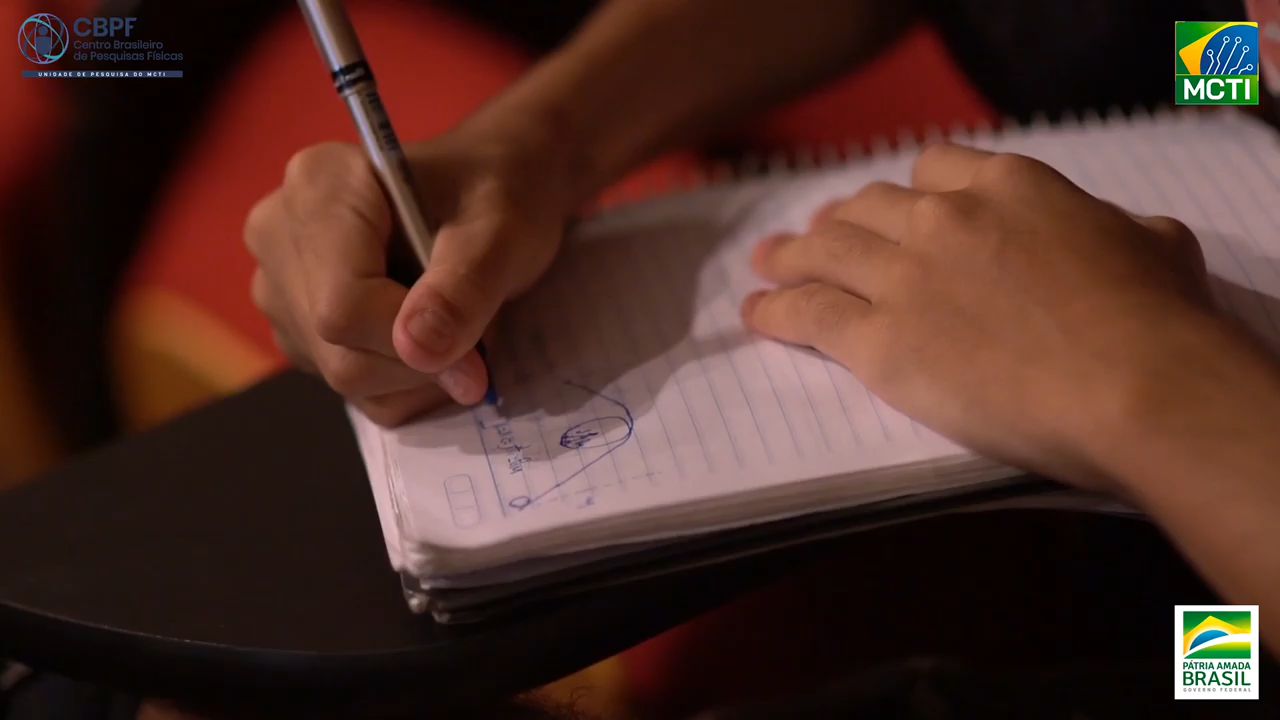 CBPF
Centro Brasileiro
de Pesquisas Físicas
UNIDADE DE PESQUISA DO MCTI
MCTI
PÁTRIA AMADA
BRASIL
GOVERNO FEDERAL